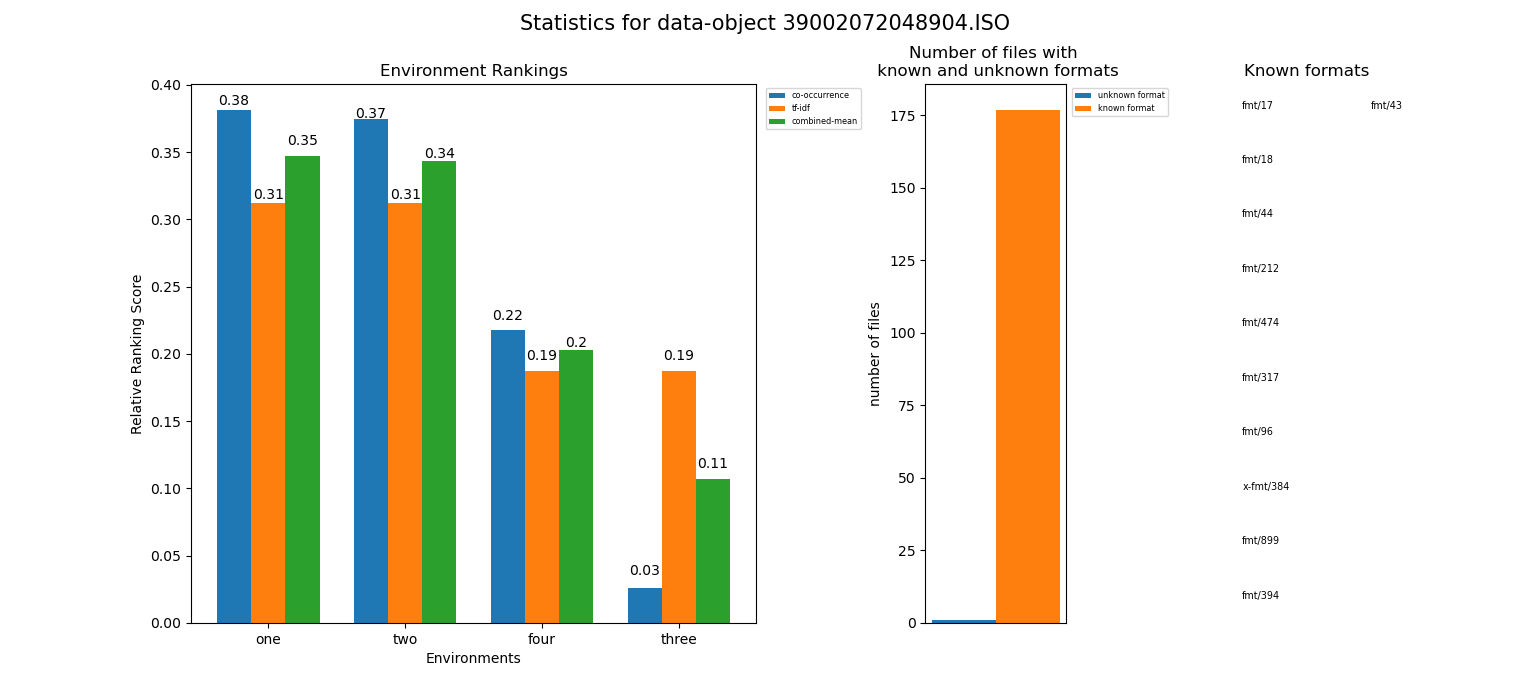 Statistics for data-object 39002072048904.ISO
Environment Rankings
0.40
0.35
0.30
0.25
0.20
0.15
0.10
0.05
0.00
Relative Ranking Score
0.38
0.31
0.35
0.37
0.31
0.34
0.22
0.19
0.2
0.03
0.19
0.11
one
two
four
three
Environments
co-occurrence
tf-idf
combined-mean
Number of files with
known and unknown formats
175
150
125
100
75
50
25
0
number of files
unknown format
known format
Known formats
fmt/17
fmt/43
fmt/18
fmt/44
fmt/212
fmt/474
fmt/317
fmt/96
x-fmt/384
fmt/899
fmt/394